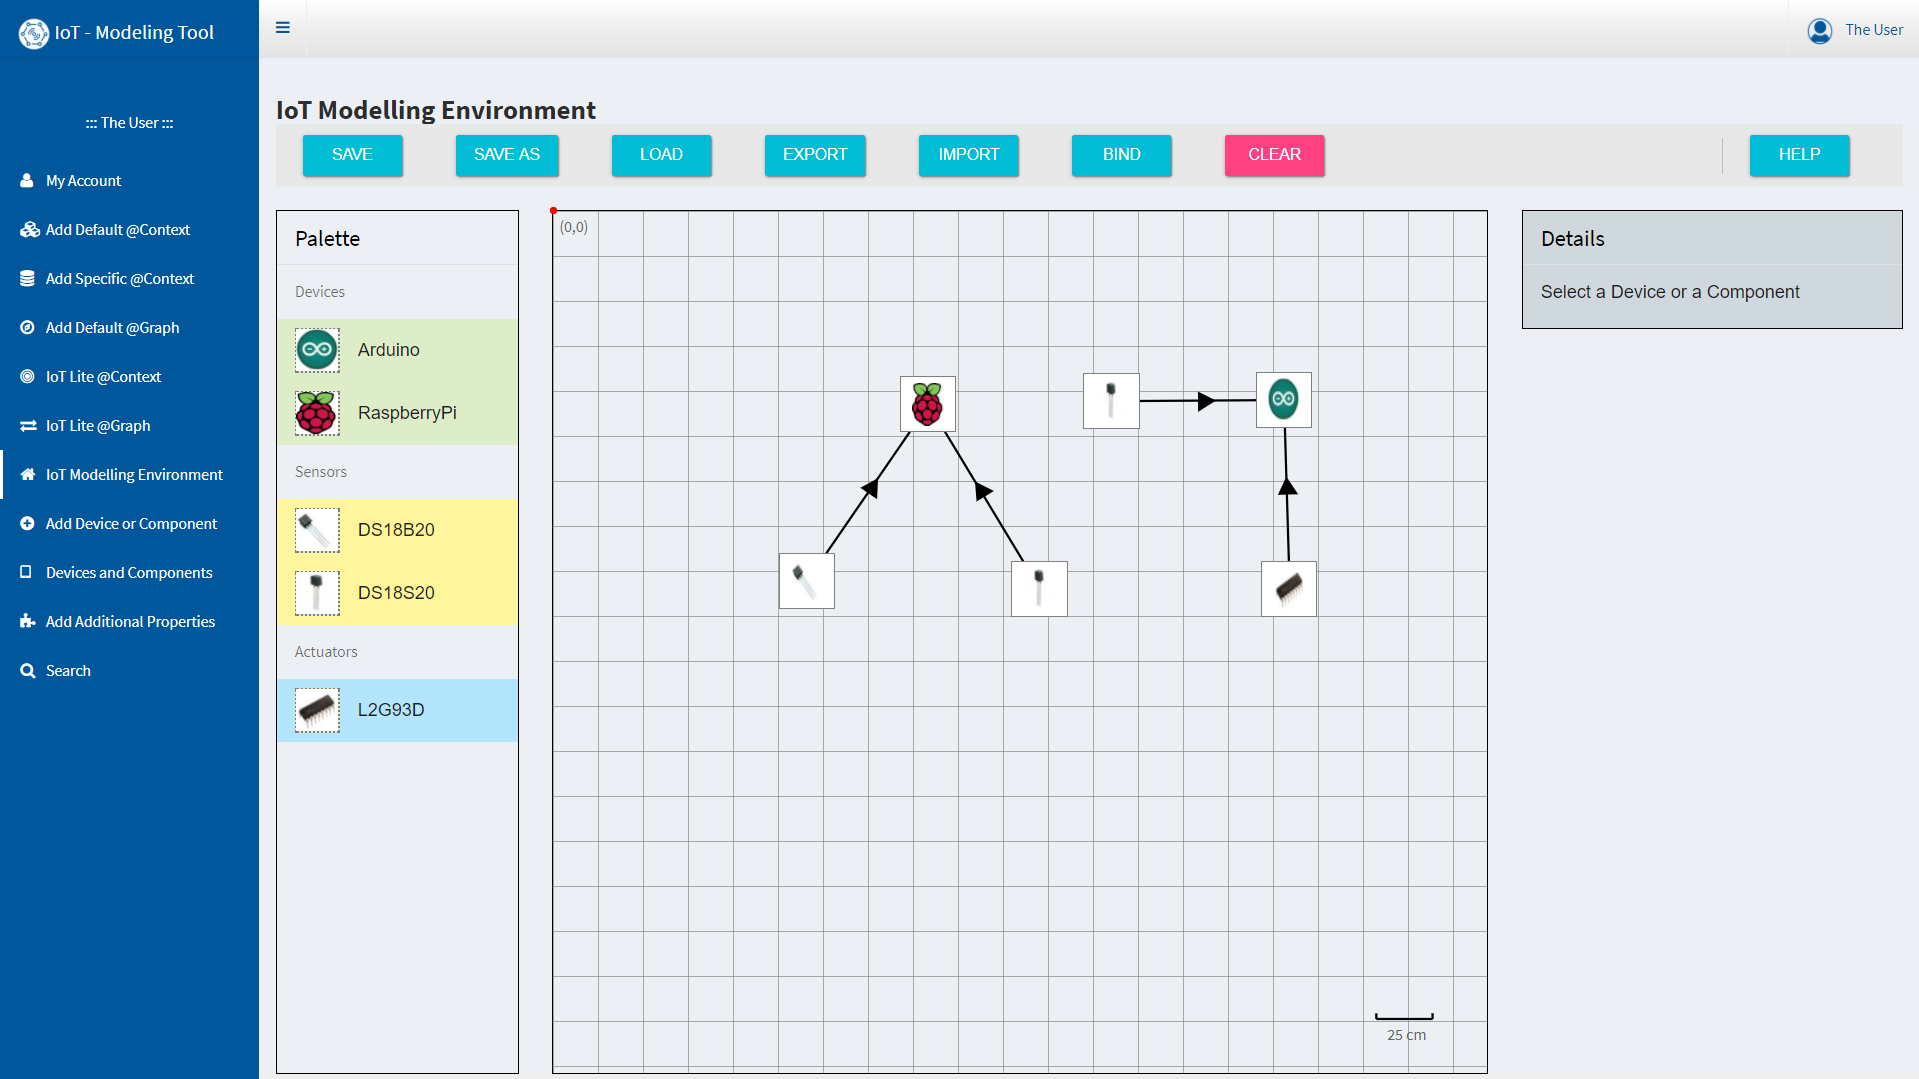 IoT - Modeling Tool
The User
::: The User :::
My Account
Add Default @Context
Add Specific @Context
Add Default @Graph
IoT Lite @Context
IoT Lite @Graph
IoT Modelling Environment
Add Device or Component
Devices and Components
Add Additional Properties
Search
IoT Modelling Environment
SAVE
SAVE AS
LOAD
EXPORT
IMPORT
BIND
CLEAR
HELP
Palette
Devices
Arduino
RaspberryPi
Sensors
DS18B20
DS18S20
Actuators
L2G93D
(0,0)
25 cm
Details
Select a Device or a Component